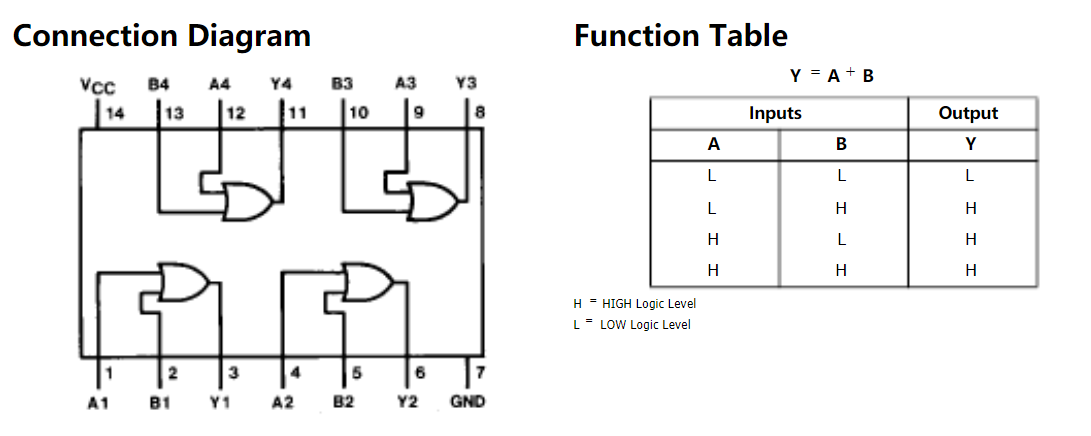 Connection Diagram
VCC B4 A4 Y4 B3 A3 Y3
14 13 12 11 10 9 8
1 2 3 4 5 6 7
A1 B1 Y1 A2 B2 Y2 GND
Function Table
Y = A + B
Inputs Output
A B Y
L L L
L H H
H L H
H H H
H = HIGH Logic Level
L = LOW Logic Level